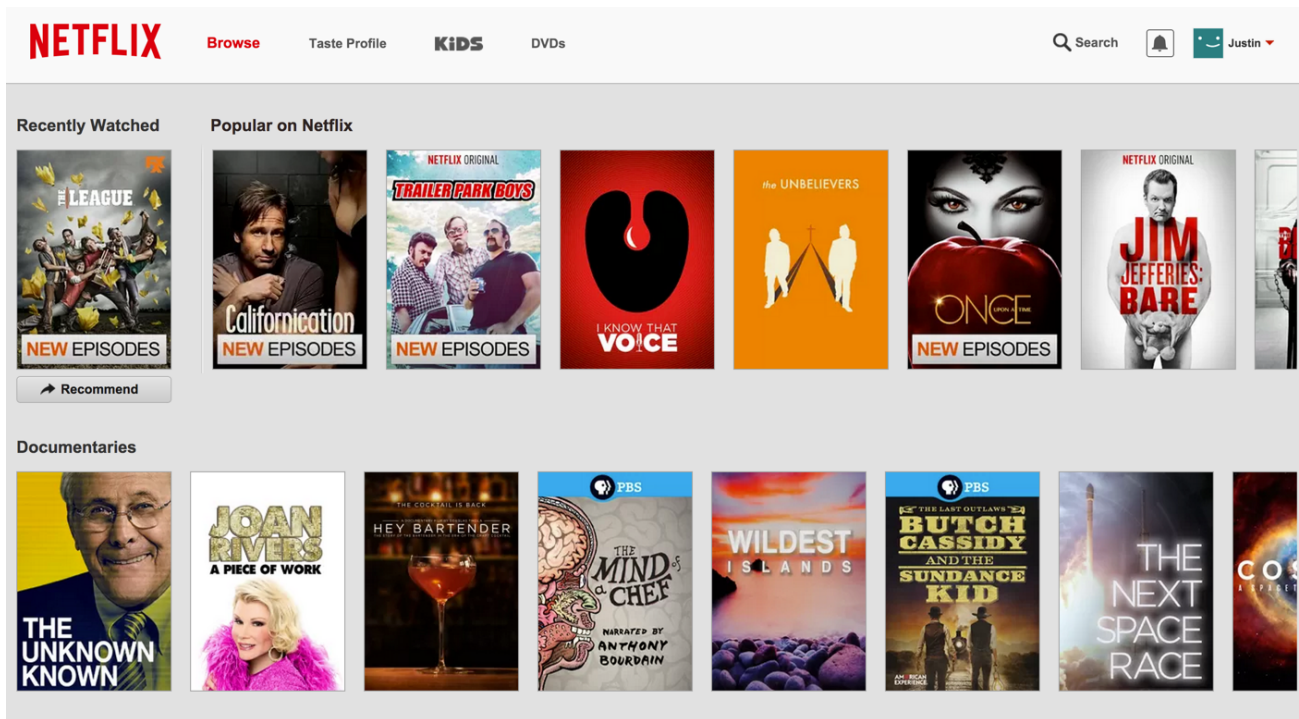 NETFLIX
Browse
Taste Profile
KiDS
DVDs
Search
Justin
Recently Watched
Popular on Netflix
FX
THE
LEAGUE
NEW EPISODES
Recommend
Californication
NEW EPISODES
NETFLIX ORIGINAL
TRAILER PARK BOYS
NEW EPISODES
I KNOW THAT
VOICE
the UNBELIEVERS
ONCE
UPON A TIME
NEW EPISODES
NETFLIX ORIGINAL
JIM
JEFFERIES:
BARE
Documentaries
THE
UNKNOWN
KNOWN
JOAN
RIVERS
A PIECE OF WORK
THE COCKTAIL IS BACK
HEY BARTENDER
PBS
THE
MIND of
a CHEF
NARRATED BY
ANTHONY
BOURDAIN
WILDEST
ISLANDS
PBS
THE LAST OUTLAWS
BUTCH
CASSIDY
AND THE
SUNDANCE
KID
AMERICAN
EXPERIENCE
THE
NEXT
SPACE
RACE
COS
A SPACET